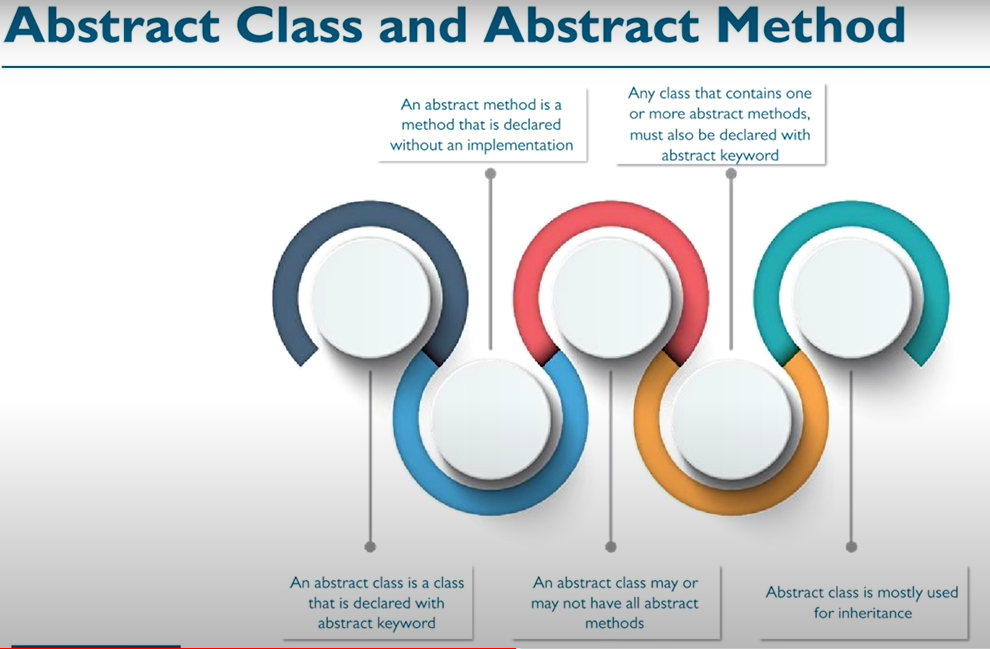 Abstract Class and Abstract Method
An abstract method is a
method that is declared
without an implementation
Any class that contains one
or more abstract methods,
must also be declared with
abstract keyword
An abstract class is a class
that is declared with
abstract keyword
An abstract class may or
may not have all abstract
methods
Abstract class is mostly used
for inheritance